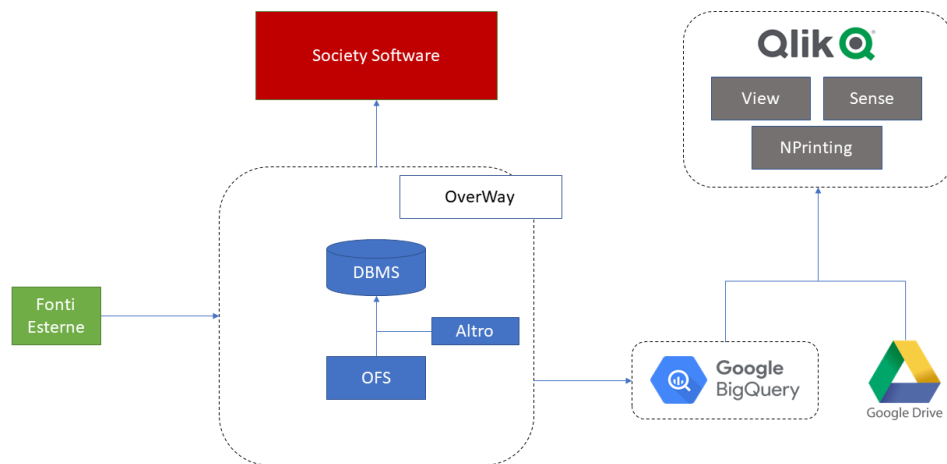 Society Software
Qlik
View
Sense
NPrinting
OverWay
DBMS
Fonti
Esterne
Altro
OFS
Google
BigQuery
Google Drive